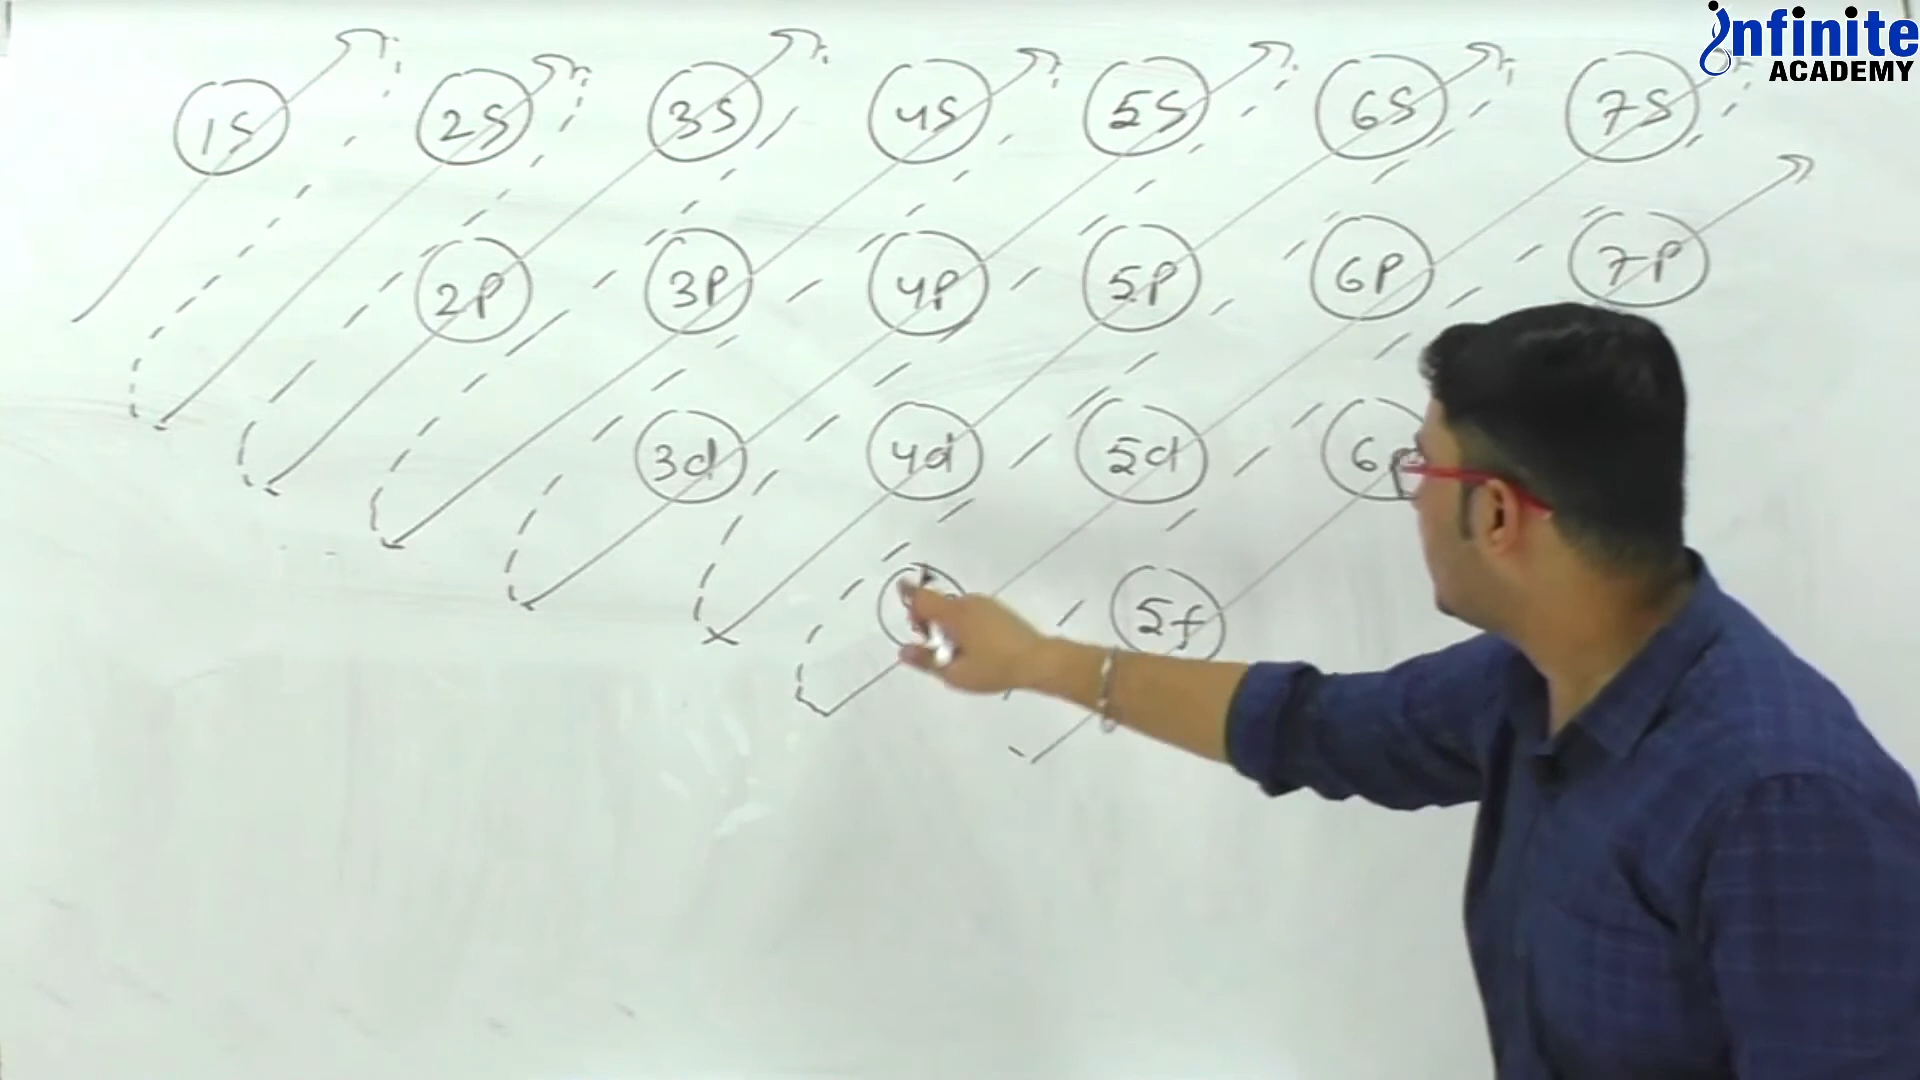 infinite
ACADEMY
1S 2S 3S 4S 5S 6S 7S
2P 3P 4P 5P 6P 7P
3d 4d 5d 6
5f